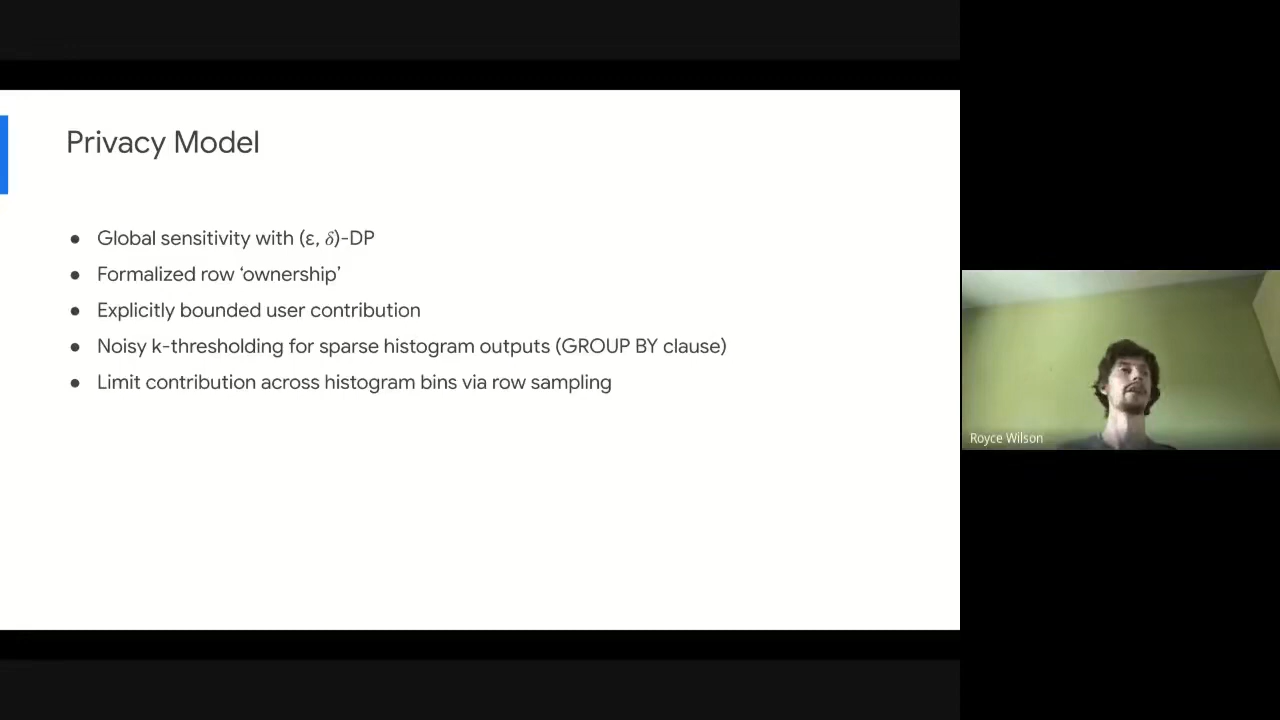 Privacy Model
● Global sensitivity with (ε, δ)-DP
● Formalized row ‘ownership’
● Explicitly bounded user contribution
● Noisy k-thresholding for sparse histogram outputs (GROUP BY clause)
● Limit contribution across histogram bins via row sampling
Royce Wilson